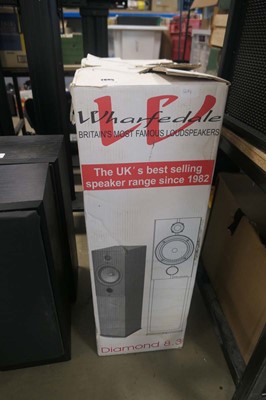 Wharfedale
BRITAIN'S MOST FAMOUS LOUDSPEAKERS
The UK's best selling
speaker range since 1982
Diamond 8.3